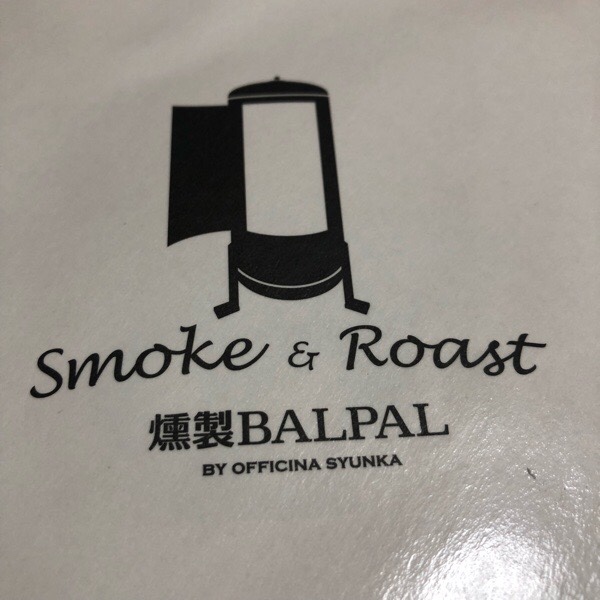 Smoke & Roast
燻製BALPAL
BY OFFICINA SYUNKA